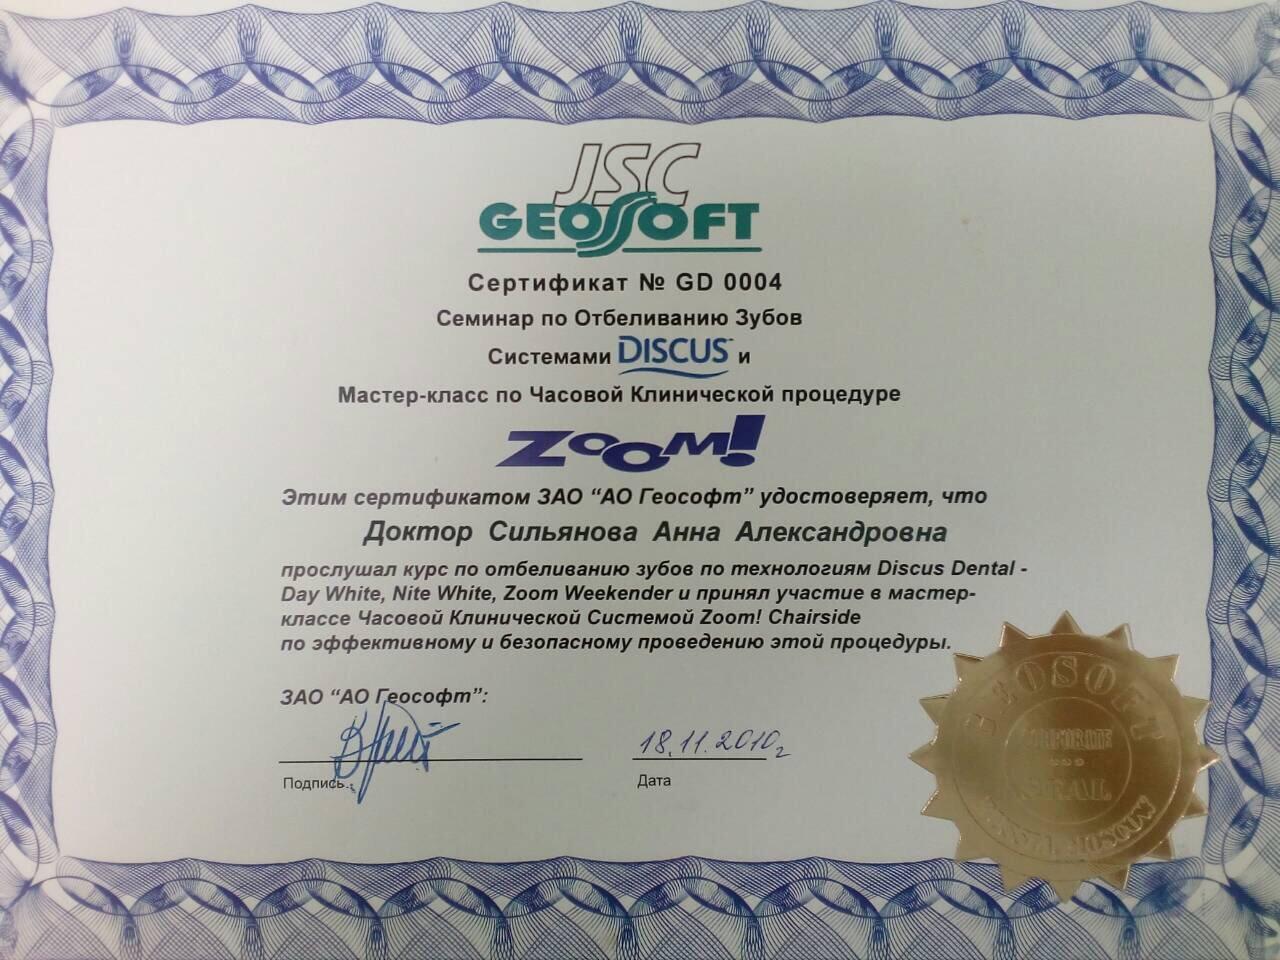 JSC
GEOSOFT
Сертификат № GD 0004
Семинар по Отбеливанию Зубов
Системами DISCUS и
Мастер-класс по Часовой Клинической процедуре
ZOOM!
Этим сертификатом ЗАО “АО Геософт” удостоверяет, что
Доктор Сильянова Анна Александровна
прослушал курс по отбеливанию зубов по технологиям Discus Dental -
Day White, Nite White, Zoom Weekender и принял участие в мастер-
классе Часовой Клинической Системой Zoom! Chairside
по эффективному и безопасному проведению этой процедуры.
ЗАО “АО Геософт”:
18.11.2010г
Подпись
Дата
GEOSOFT
CORPORATE
SEAL
MOSCOW